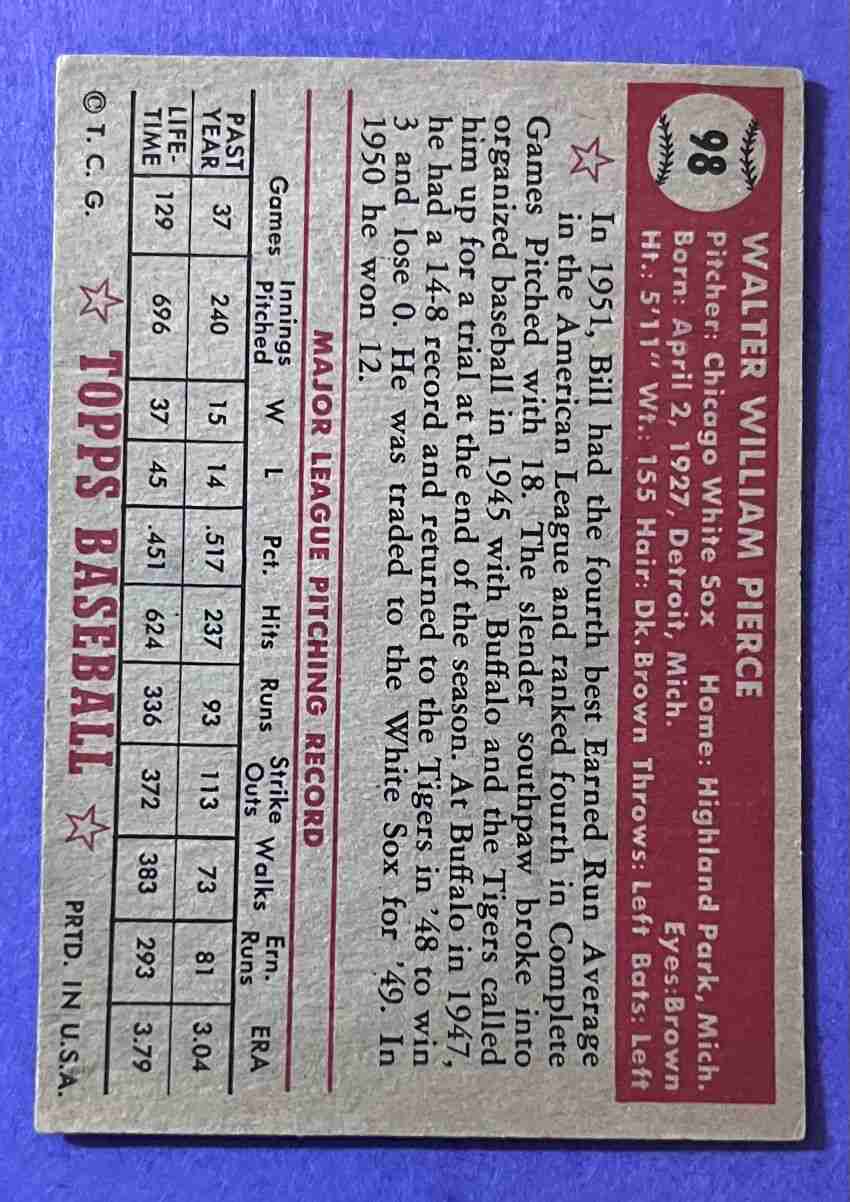 98
WALTER WILLIAM PIERCE
Pitcher: Chicago White Sox Home: Highland Park, Mich.
Born: April 2, 1927, Detroit, Mich. Eyes:Brown
Ht.: 5'11" Wt.: 155 Hair: Dk. Brown Throws: Left Bats: Left
In 1951, Bill had the fourth best Earned Run Average
in the American League and ranked fourth in Complete
Games Pitched with 18. The slender southpaw broke into
organized baseball in 1945 with Buffalo and the Tigers called
him up for a trial at the end of the season. At Buffalo in 1947,
he had a 14-8 record and returned to the Tigers in '48 to win
3 and lose 0. He was traded to the White Sox for '49. In
1950 he won 12.
MAJOR LEAGUE PITCHING RECORD
Games Innings Pitched W L Pct. Hits Runs Strike Outs Walks Ern. Runs ERA
PAST YEAR 37 240 15 14 .517 237 93 113 73 81 3.04
LIFE- TIME 129 696 37 45 .451 624 336 372 383 293 3.79
© T. C. G. TOPPS BASEBALL PRTD. IN U.S.A.